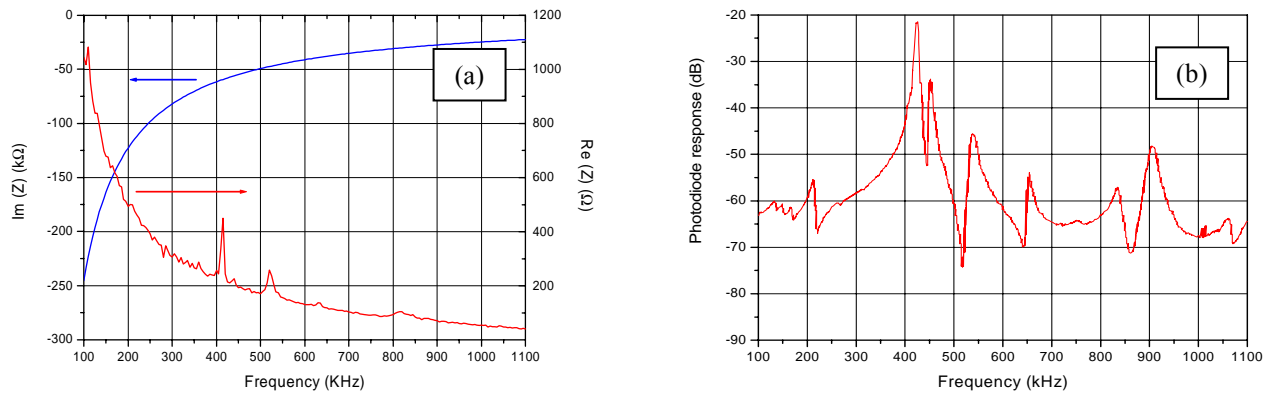 (a)
Im (Z) (kΩ)
0
-50
-100
-150
-200
-250
-300
1200
1000
800
600
400
200
Re (Z) (Ω)
100 200 300 400 500 600 700 800 900 1000 1100
Frequency (KHz)
(b)
Photodiode response (dB)
-20
-30
-40
-50
-60
-70
-80
-90
100 200 300 400 500 600 700 800 900 1000 1100
Frequency (kHz)